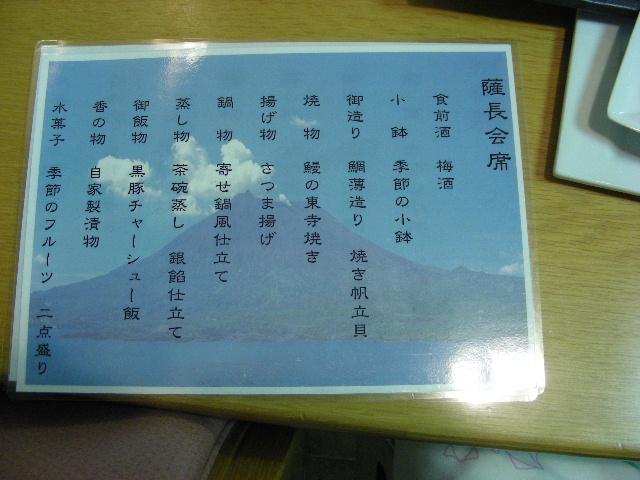 薩長会席
食前酒 梅酒
小鉢 季節の小鉢
御造り 鯛薄造り 焼き帆立貝
焼物 鰻の東寺焼き
揚げ物 さつま揚げ
鍋物 寄せ鍋風仕立て
蒸し物 茶碗蒸し 銀餡仕立て
御飯物 黒豚チャーシュー飯
香の物 自家製漬物
水菓子 季節のフルーツ 二点盛り